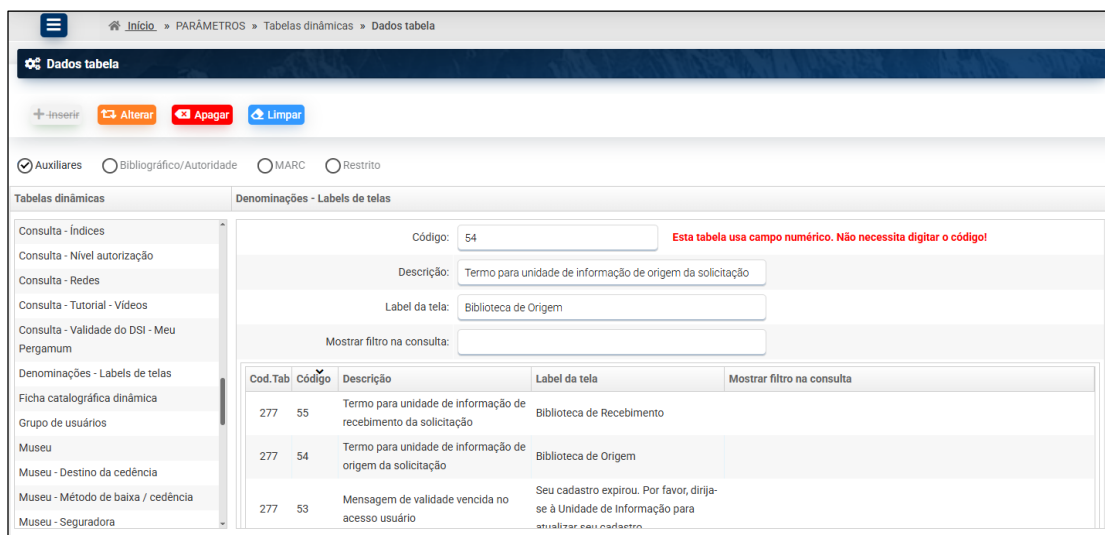 Início » PARÂMETROS » Tabelas dinâmicas » Dados tabela
Dados tabela
Inserir Alterar Apagar Limpar
Auxiliares Bibliográfico/Autoridade MARC Restrito
Tabelas dinâmicas
Consulta - Índices
Consulta - Nível autorização
Consulta - Redes
Consulta - Tutorial - Vídeos
Consulta - Validade do DSI - Meu
Pergamum
Denominações - Labels de telas
Ficha catalográfica dinâmica
Grupo de usuários
Museu
Museu - Destino da cedência
Museu - Método de baixa / cedência
Museu - Seguradora
Denominações - Labels de telas
Código: 54 Esta tabela usa campo numérico. Não necessita digitar o código!
Descrição: Termo para unidade de informação de origem da solicitação
Label da tela: Biblioteca de Origem
Mostrar filtro na consulta:
Cod.Tab Código Descrição Label da tela Mostrar filtro na consulta
277 55 Termo para unidade de informação de
recebimento da solicitação Biblioteca de Recebimento
277 54 Termo para unidade de informação de
origem da solicitação Biblioteca de Origem
277 53 Mensagem de validade vencida no
acesso usuário
Seu cadastro expirou. Por favor, dirija-
se à Unidade de Informação para
atualizar seu cadastro